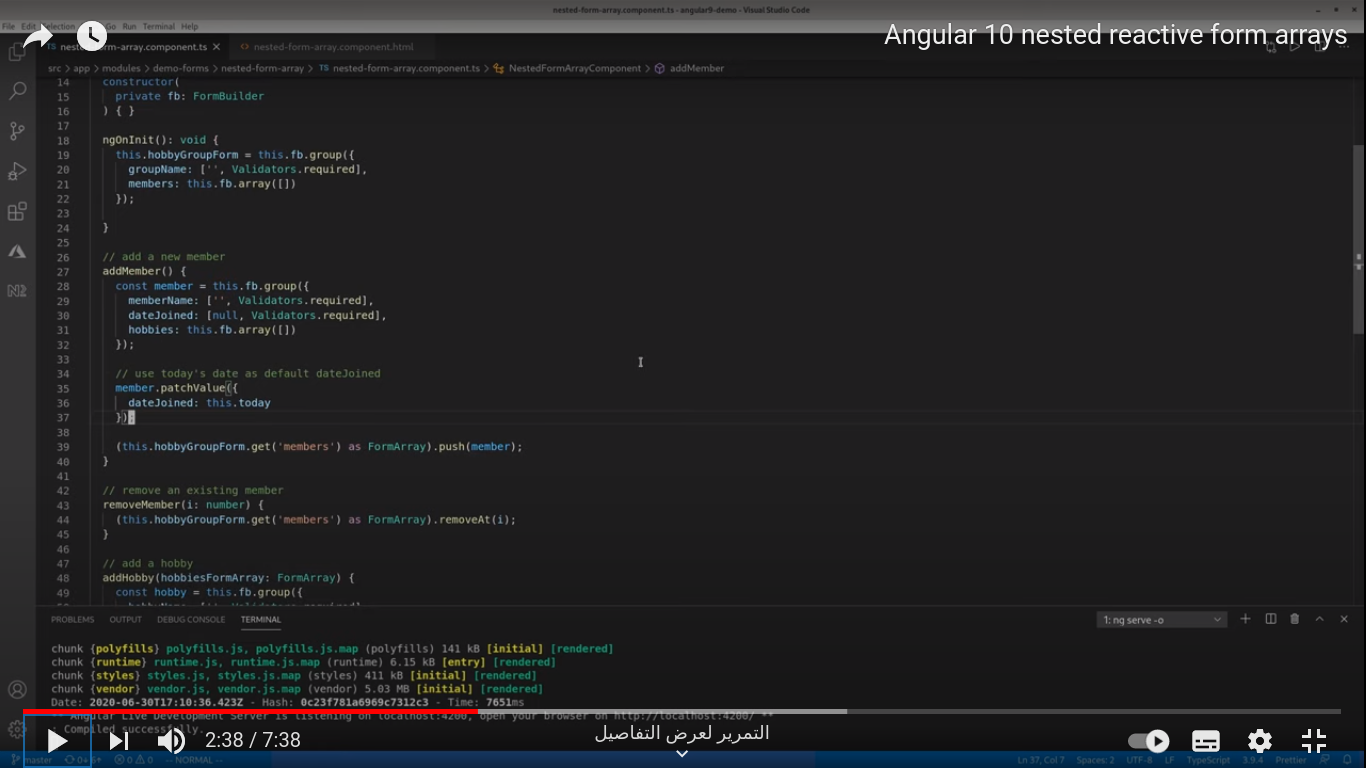 nested-form-array.component.ts - angular9-demo - Visual Studio Code
File Edit Selection Go Run Terminal Help
Angular 10 nested reactive form arrays
TS nested-form-array.component.ts × <> nested-form-array.component.html
src > app > modules > demo-forms > nested-form-array > TS nested-form-array.component.ts > NestedFormArrayComponent > addMember
14 constructor(
15 private fb: FormBuilder
16 ) { }
17
18 ngOnInit(): void {
19 this.hobbyGroupForm = this.fb.group({
20 groupName: ['', Validators.required],
21 members: this.fb.array([])
22 });
23
24 }
25
26 // add a new member
27 addMember() {
28 const member = this.fb.group({
29 memberName: ['', Validators.required],
30 dateJoined: [null, Validators.required],
31 hobbies: this.fb.array([])
32 });
33
34 // use today's date as default dateJoined
35 member.patchValue({
36 dateJoined: this.today
37 });
38
39 (this.hobbyGroupForm.get('members') as FormArray).push(member);
40 }
41
42 // remove an existing member
43 removeMember(i: number) {
44 (this.hobbyGroupForm.get('members') as FormArray).removeAt(i);
45 }
46
47 // add a hobby
48 addHobby(hobbiesFormArray: FormArray) {
49 const hobby = this.fb.group({
PROBLEMS OUTPUT DEBUG CONSOLE TERMINAL 1: ng serve -o
chunk {polyfills} polyfills.js, polyfills.js.map (polyfills) 141 kB [initial] [rendered]
chunk {runtime} runtime.js, runtime.js.map (runtime) 6.15 kB [entry] [rendered]
chunk {styles} styles.js, styles.js.map (styles) 411 kB [initial] [rendered]
chunk {vendor} vendor.js, vendor.js.map (vendor) 5.03 MB [initial] [rendered]
Date: 2020-06-30T17:10:36.423Z - Hash: 0c23f781a6969c7312c3 - Time: 7651ms
** Angular Live Development Server is listening on localhost:4200, open your browser on http://localhost:4200/ **
: Compiled successfully.
2:38 / 7:38
التمرير لعرض التفاصيل
master 0 0 -- NORMAL -- Ln 37, Col 7 Spaces: 2 UTF-8 LF TypeScript 3.9.4 Prettier